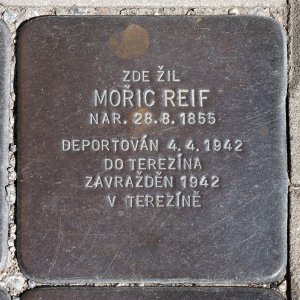 ZDE ŽIL
MOŘIC REIF
NAR. 28.8.1855
DEPORTOVÁN 4.4.1942
DO TEREZÍNA
ZAVRAŽDĚN 1942
V TEREZÍNĚ